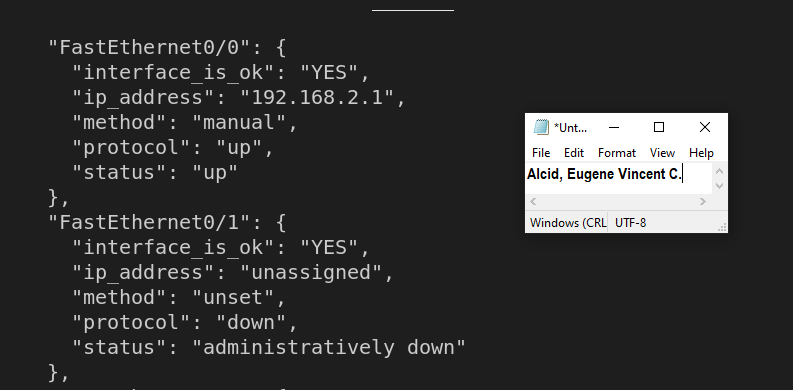 "FastEthernet0/0": {
"interface_is_ok": "YES",
"ip_address": "192.168.2.1",
"method": "manual",
"protocol": "up",
"status": "up"
},
"FastEthernet0/1": {
"interface_is_ok": "YES",
"ip_address": "unassigned",
"method": "unset",
"protocol": "down",
"status": "administratively down"
},
*Unt...
File Edit Format View Help
Alcid, Eugene Vincent C.
Windows (CRL UTF-8